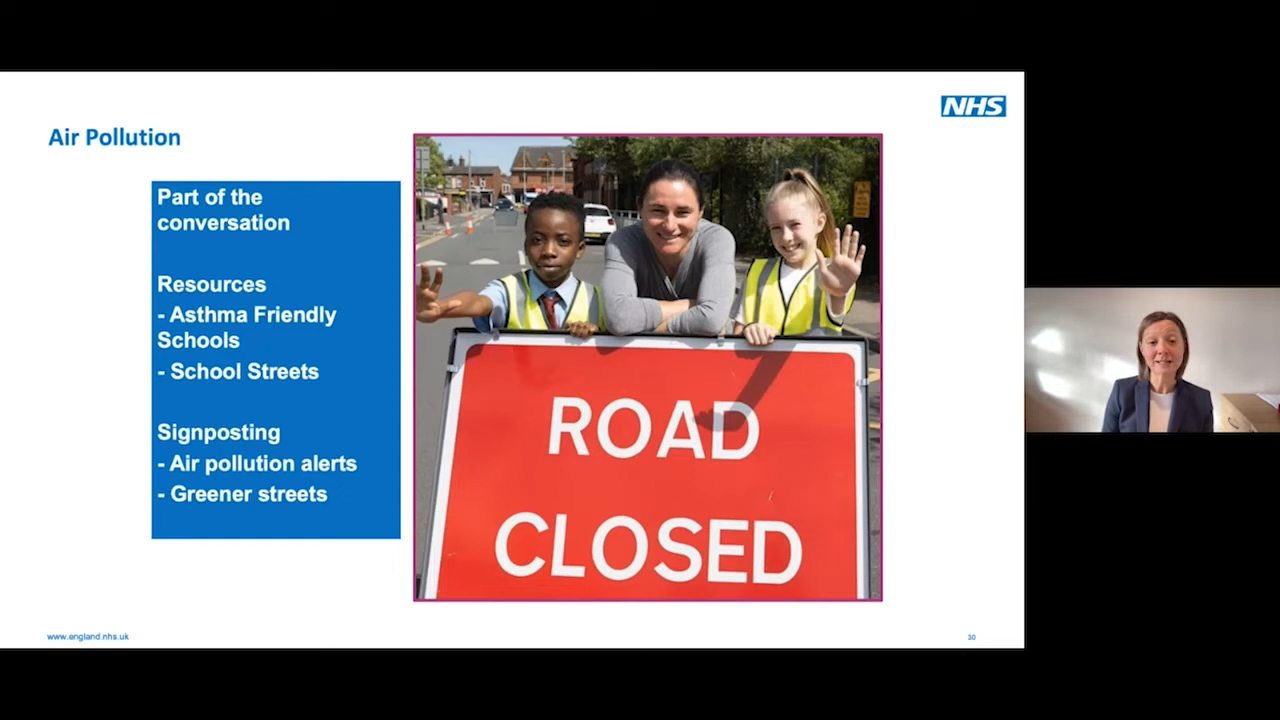 NHS
Air Pollution
Part of the
conversation
Resources
- Asthma Friendly
Schools
- School Streets
Signposting
- Air pollution alerts
- Greener streets
ROAD
CLOSED
www.england.nhs.uk
30